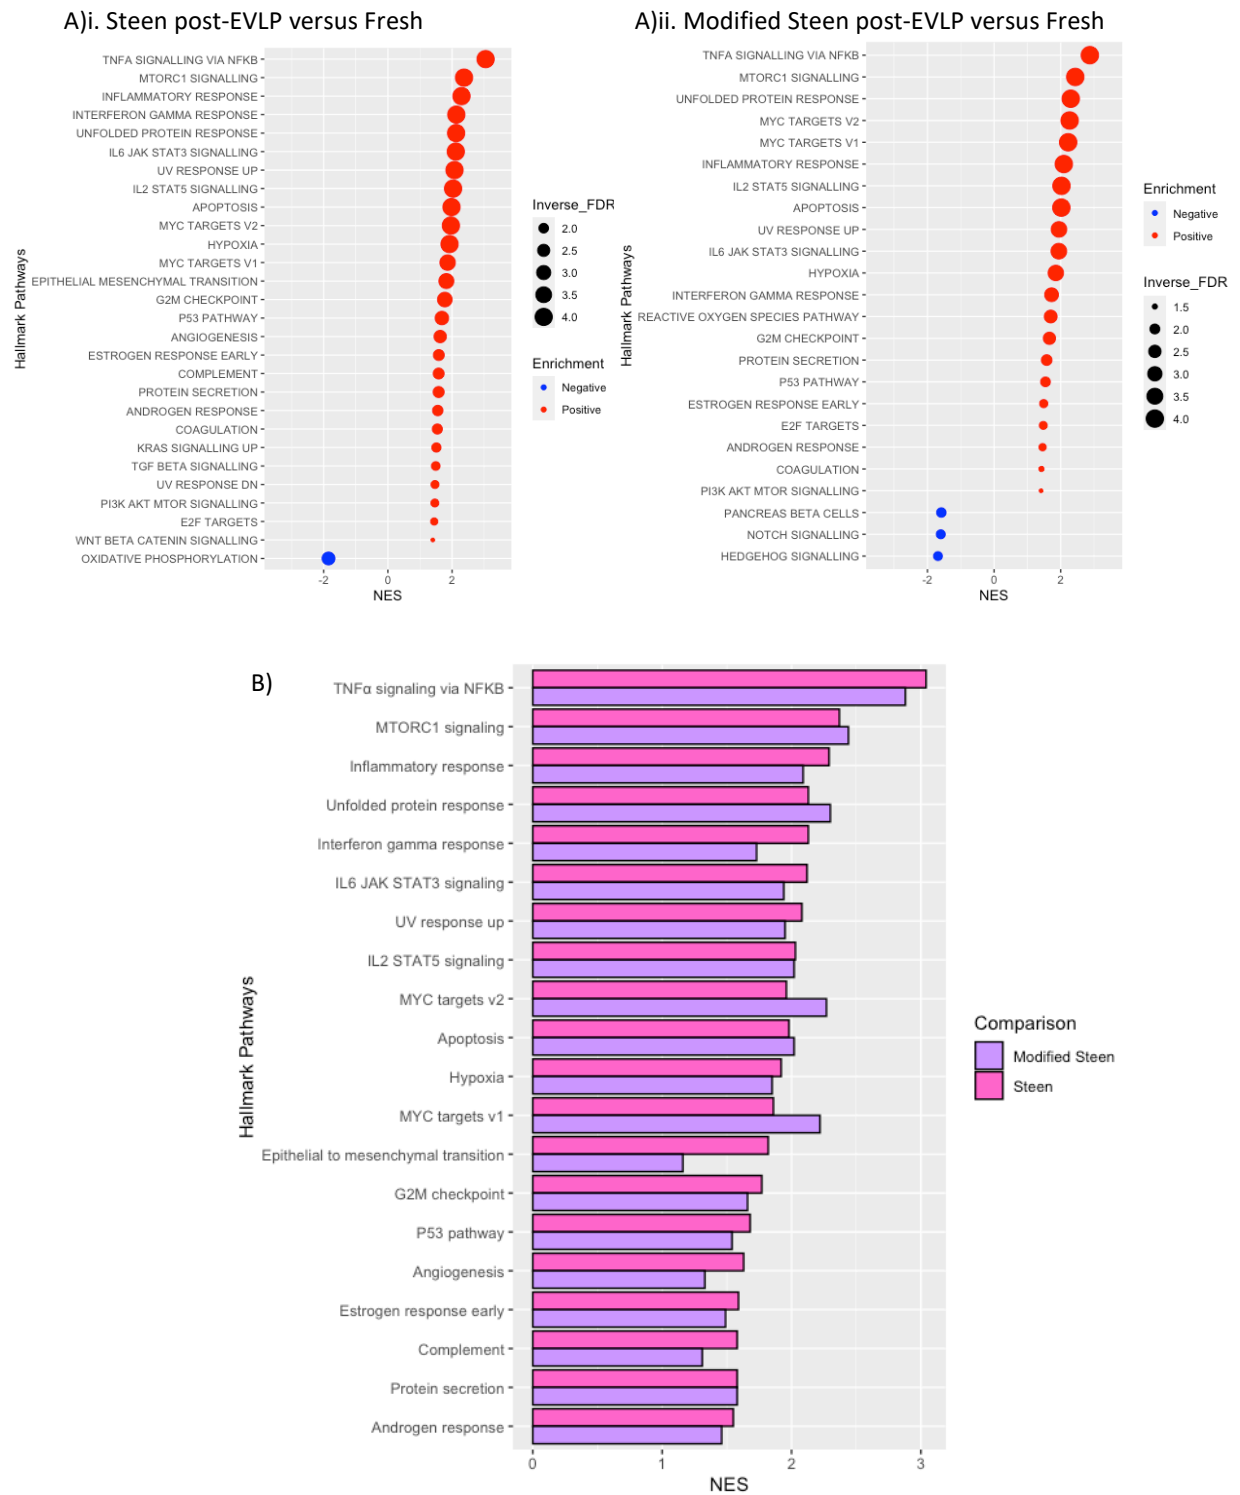 A)i. Steen post-EVLP versus Fresh
TNFA SIGNALLING VIA NFKB
MTORC1 SIGNALLING
INFLAMMATORY RESPONSE
INTERFERON GAMMA RESPONSE
UNFOLDED PROTEIN RESPONSE
IL6 JAK STAT3 SIGNALLING
UV RESPONSE UP
IL2 STAT5 SIGNALLING
APOPTOSIS
MYC TARGETS V2
HYPOXIA
MYC TARGETS V1
EPITHELIAL MESENCHYMAL TRANSITION
G2M CHECKPOINT
P53 PATHWAY
ANGIOGENESIS
ESTROGEN RESPONSE EARLY
COMPLEMENT
PROTEIN SECRETION
ANDROGEN RESPONSE
COAGULATION
KRAS SIGNALLING UP
TGF BETA SIGNALLING
UV RESPONSE DN
PI3K AKT MTOR SIGNALLING
E2F TARGETS
WNT BETA CATENIN SIGNALLING
OXIDATIVE PHOSPHORYLATION
Hallmark Pathways
-2 0 2
NES
Inverse_FDR
2.0
2.5
3.0
3.5
4.0
Enrichment
Negative
Positive
A)ii. Modified Steen post-EVLP versus Fresh
TNFA SIGNALLING VIA NFKB
MTORC1 SIGNALLING
UNFOLDED PROTEIN RESPONSE
MYC TARGETS V2
MYC TARGETS V1
INFLAMMATORY RESPONSE
IL2 STAT5 SIGNALLING
APOPTOSIS
UV RESPONSE UP
IL6 JAK STAT3 SIGNALLING
HYPOXIA
INTERFERON GAMMA RESPONSE
REACTIVE OXYGEN SPECIES PATHWAY
G2M CHECKPOINT
PROTEIN SECRETION
P53 PATHWAY
ESTROGEN RESPONSE EARLY
E2F TARGETS
ANDROGEN RESPONSE
COAGULATION
PI3K AKT MTOR SIGNALLING
PANCREAS BETA CELLS
NOTCH SIGNALLING
HEDGEHOG SIGNALLING
Hallmark Pathways
-2 0 2
NES
Enrichment
Negative
Positive
Inverse_FDR
1.5
2.0
2.5
3.0
3.5
4.0
B)
TNFα signaling via NFKB
MTORC1 signaling
Inflammatory response
Unfolded protein response
Interferon gamma response
IL6 JAK STAT3 signaling
UV response up
IL2 STAT5 signaling
MYC targets v2
Apoptosis
Hypoxia
MYC targets v1
Epithelial to mesenchymal transition
G2M checkpoint
P53 pathway
Angiogenesis
Estrogen response early
Complement
Protein secretion
Androgen response
Hallmark Pathways
0 1 2 3
NES
Comparison
Modified Steen
Steen